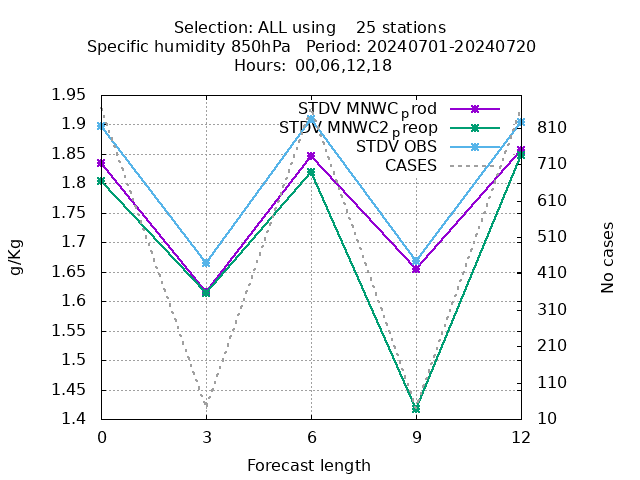 Selection: ALL using    25 stations
Specific humidity 850hPa   Period: 20240701-20240720
Hours: 00,06,12,18
STDV MNWC_prod
STDV MNWC2_preop
STDV OBS
CASES
1.95
1.9
1.85
1.8
1.75
1.7
1.65
1.6
1.55
1.5
1.45
1.4
g/Kg
810
710
610
510
410
310
210
110
10
No cases
0 3 6 9 12
Forecast length